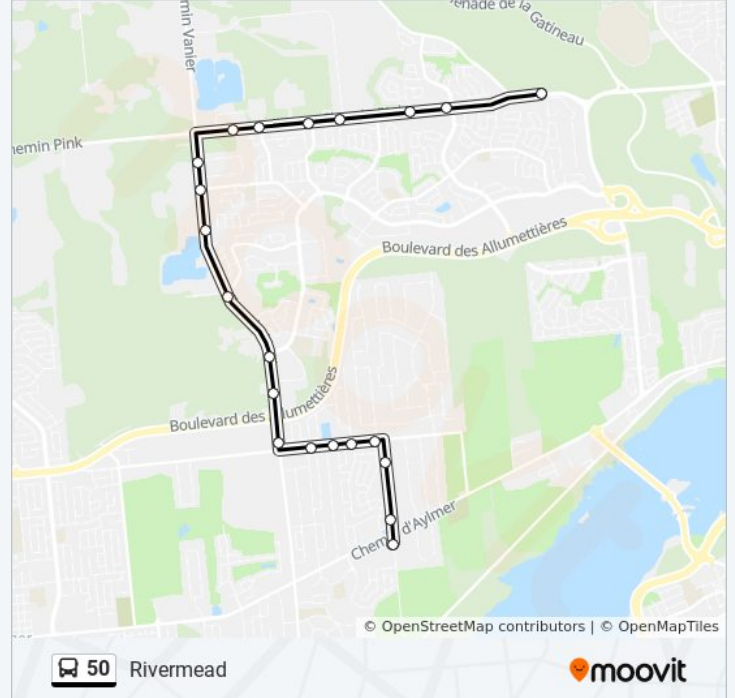 menade de la Gatineau
min Vanier
hemin Pink
Boulevard des Allumettières
Boulevard des Allumettières
Chemin d'Aylmer
© OpenStreetMap contributors | © OpenMapTiles
50 Rivermead
moovit